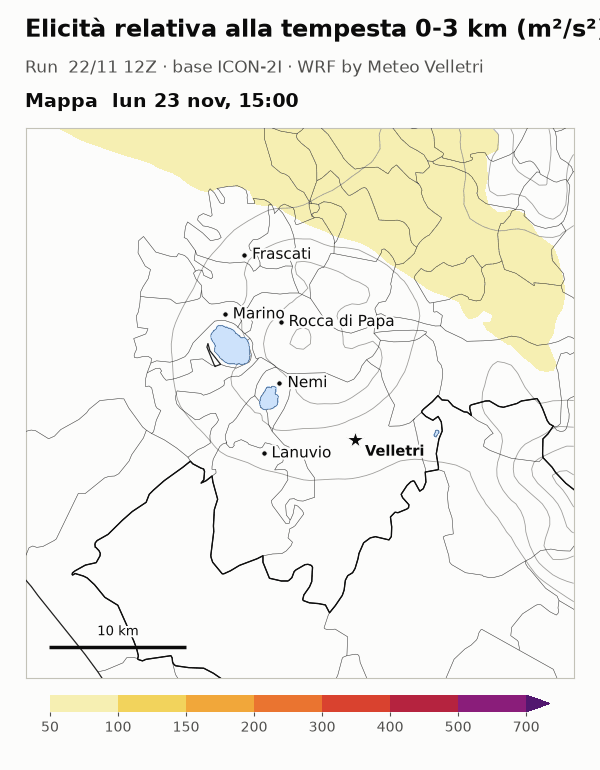 Elicità relativa alla tempesta 0-3 km (m²/s²)
Run  22/11 12Z · base ICON-2I · WRF by Meteo Velletri
Mappa  lun 23 nov, 15:00
Frascati
Marino
Rocca di Papa
Nemi
Velletri
Lanuvio
10 km
50 100 150 200 300 400 500 700